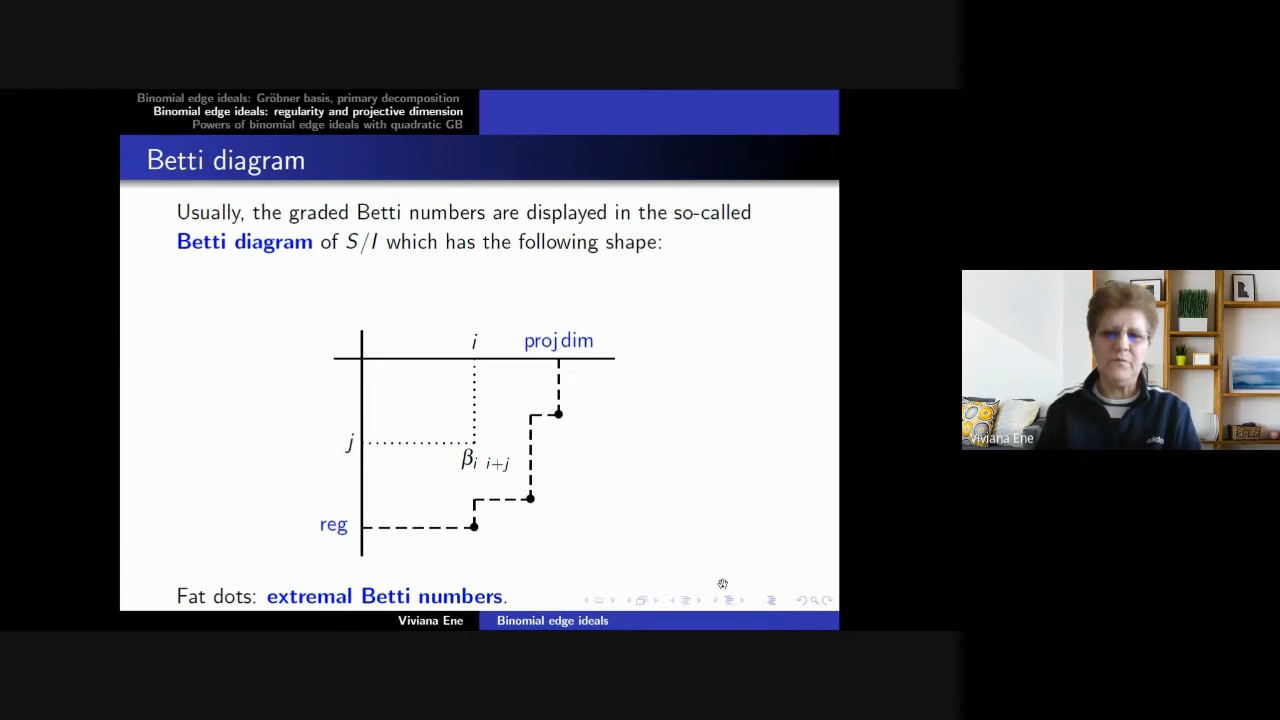 Binomial edge ideals: Gröbner basis, primary decomposition
Binomial edge ideals: regularity and projective dimension
Powers of binomial edge ideals with quadratic GB
Betti diagram
Usually, the graded Betti numbers are displayed in the so-called
Betti diagram of S/I which has the following shape:
i
proj dim
j
β i i+j
reg
Fat dots: extremal Betti numbers.
Viviana Ene
Binomial edge ideals
Viviana Ene
adidas